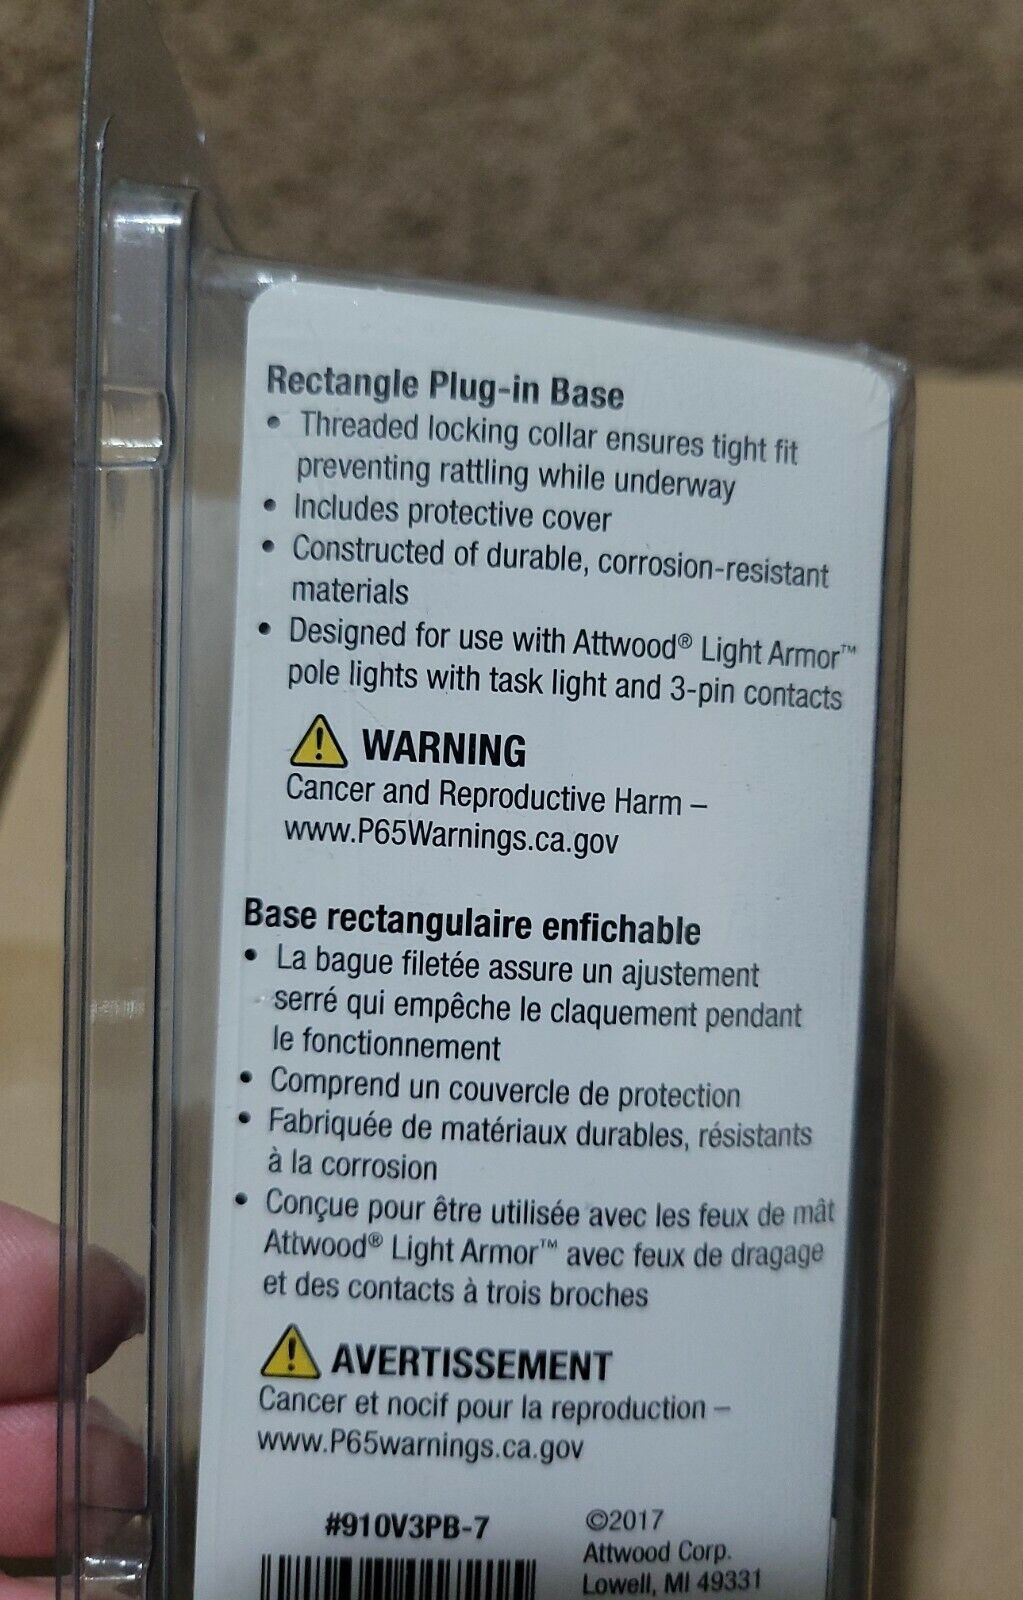 Rectangle Plug-in Base
• Threaded locking collar ensures tight fit
preventing rattling while underway
• Includes protective cover
• Constructed of durable, corrosion-resistant
materials
• Designed for use with Attwood® Light Armor™
pole lights with task light and 3-pin contacts
WARNING
Cancer and Reproductive Harm –
www.P65Warnings.ca.gov
Base rectangulaire enfichable
• La bague filetée assure un ajustement
serré qui empêche le claquement pendant
le fonctionnement
• Comprend un couvercle de protection
• Fabriquée de matériaux durables, résistants
à la corrosion
• Conçue pour être utilisée avec les feux de mât
Attwood® Light Armor™ avec feux de dragage
et des contacts à trois broches
AVERTISSEMENT
Cancer et nocif pour la reproduction –
www.P65warnings.ca.gov
#910V3PB-7
©2017
Attwood Corp.
Lowell, MI 49331